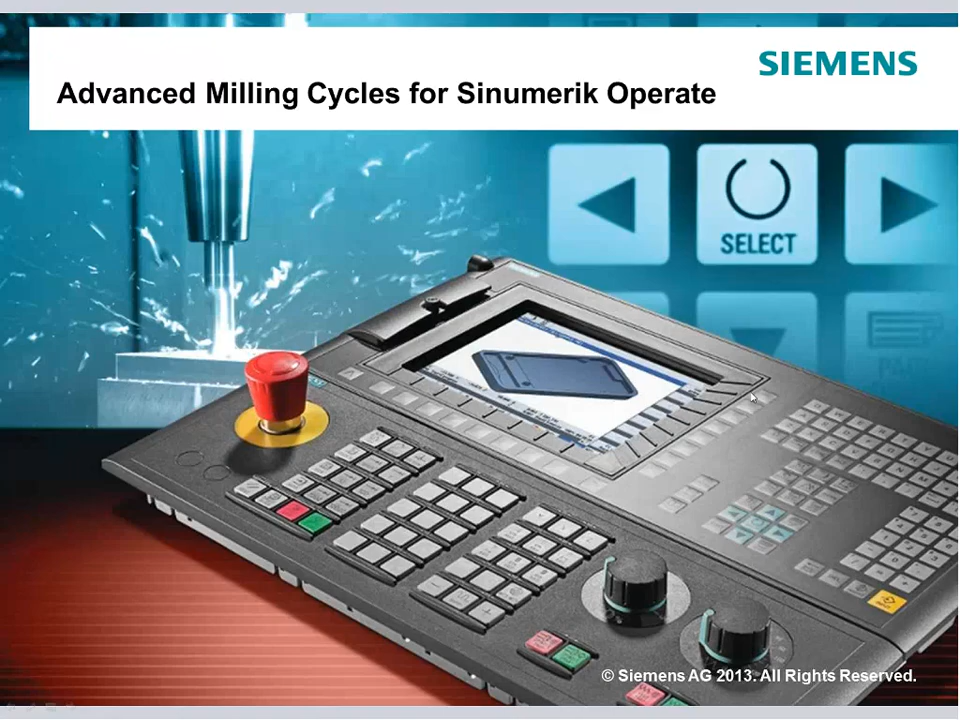 SIEMENS
Advanced Milling Cycles for Sinumerik Operate
SELECT
© Siemens AG 2013. All Rights Reserved.